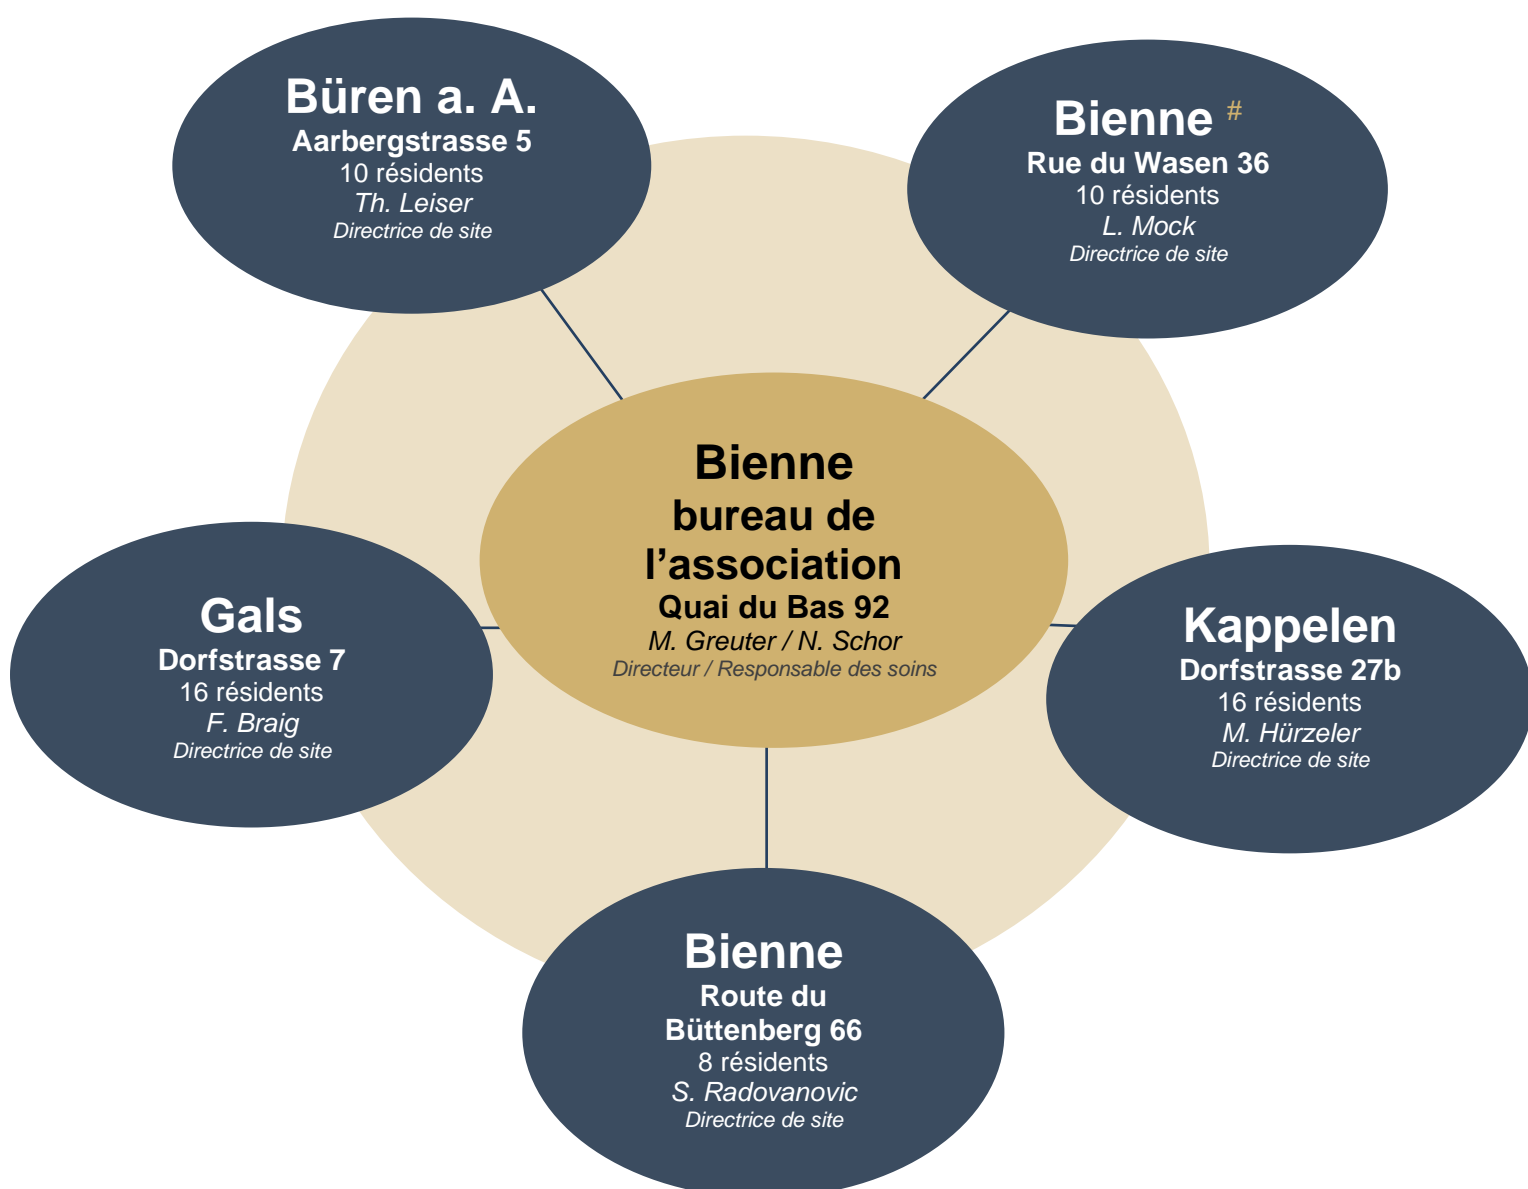 Büren a. A.
Aarbergstrasse 5
10 résidents
Th. Leiser
Directrice de site
Bienne #
Rue du Wasen 36
10 résidents
L. Mock
Directrice de site
Bienne
bureau de
l’association
Quai du Bas 92
M. Greuter / N. Schor
Directeur / Responsable des soins
Gals
Dorfstrasse 7
16 résidents
F. Braig
Directrice de site
Kappelen
Dorfstrasse 27b
16 résidents
M. Hürzeler
Directrice de site
Bienne
Route du
Büttenberg 66
8 résidents
S. Radovanovic
Directrice de site